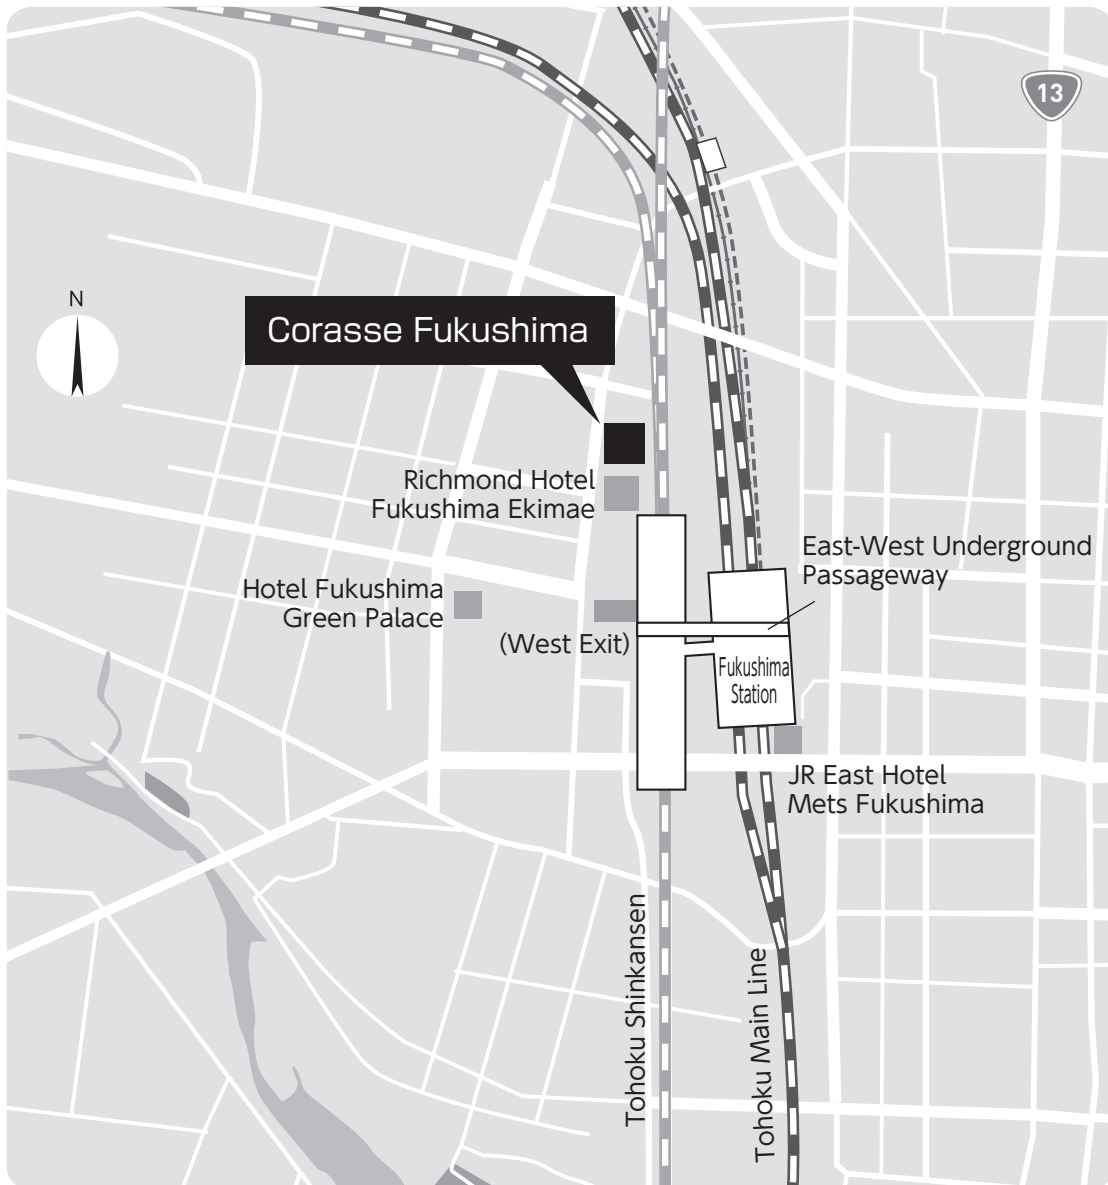 13
N
Corasse Fukushima
Richmond Hotel
Fukushima Ekimae
East-West Underground
Passageway
Hotel Fukushima
Green Palace
(West Exit)
Fukushima
Station
JR East Hotel
Mets Fukushima
Tohoku Shinkansen
Tohoku Main Line